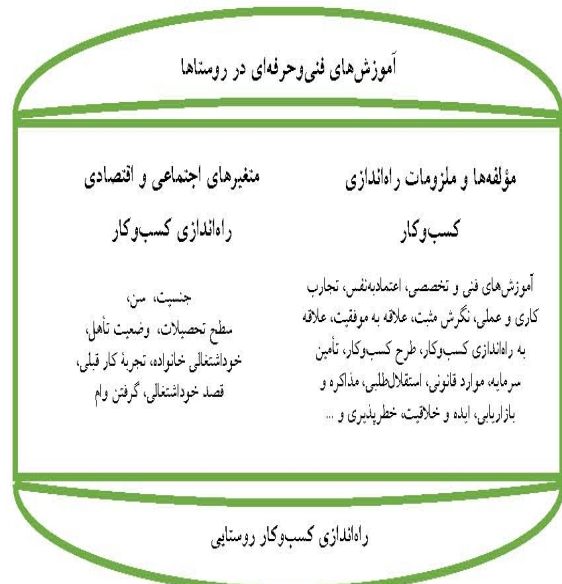 آموزش‌های فنی‌وحرفه‌ای در روستاها
مؤلفه‌ها و ملزومات راه‌اندازی
کسب‌وکار
آموزش‌های فنی و تخصصی، اعتمادبه‌نفس، تجارب
کاری و عملی، نگرش مثبت، علاقه به موفقیت، علاقه
به راه‌اندازی کسب‌وکار، طرح کسب‌وکار، تأمین
سرمایه، موارد قانونی، استقلال‌طلبی، مذاکره و
بازاریابی، ایده و خلاقیت، خطرپذیری و ...
متغیرهای اجتماعی و اقتصادی
راه‌اندازی کسب‌وکار
جنسیت، سن،
سطح تحصیلات، وضعیت تأهل،
خوداشتغالی خانواده، تجربۀ کار قبلی،
قصد خوداشتغالی، گرفتن وام
راه‌اندازی کسب‌وکار روستایی